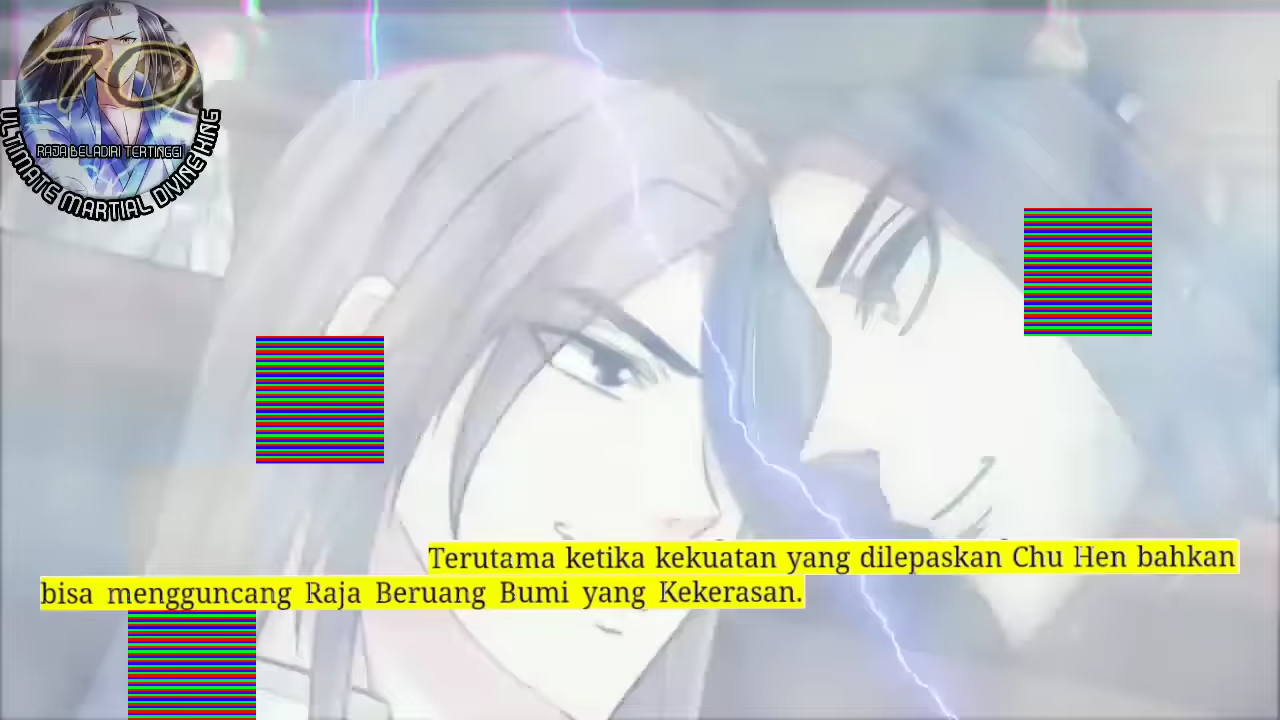 70
RAJA BELADIRI TERTINGGI
ULTIMATE MARTIAL DIVINE KING
Terutama ketika kekuatan yang dilepaskan Chu Hen bahkan
bisa mengguncang Raja Beruang Bumi yang Kekerasan.